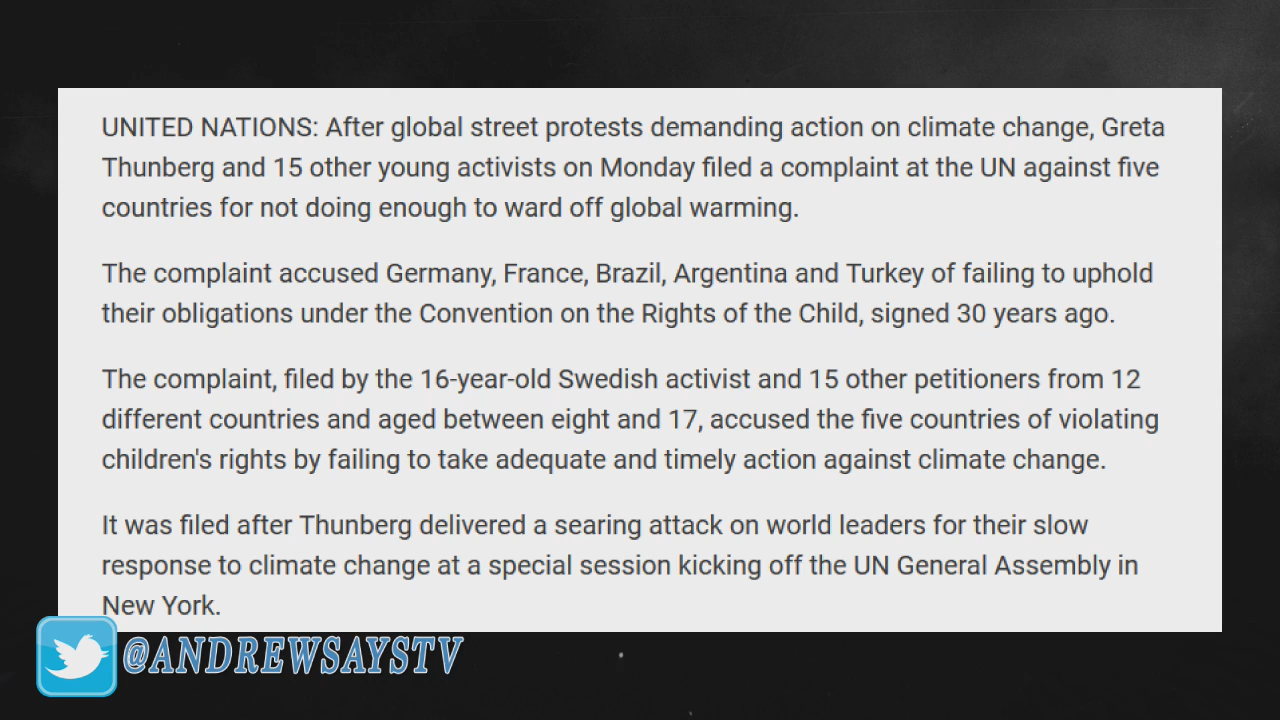 UNITED NATIONS: After global street protests demanding action on climate change, Greta
Thunberg and 15 other young activists on Monday filed a complaint at the UN against five
countries for not doing enough to ward off global warming.
The complaint accused Germany, France, Brazil, Argentina and Turkey of failing to uphold
their obligations under the Convention on the Rights of the Child, signed 30 years ago.
The complaint, filed by the 16-year-old Swedish activist and 15 other petitioners from 12
different countries and aged between eight and 17, accused the five countries of violating
children's rights by failing to take adequate and timely action against climate change.
It was filed after Thunberg delivered a searing attack on world leaders for their slow
response to climate change at a special session kicking off the UN General Assembly in
New York.
@ANDREWSAYSTV